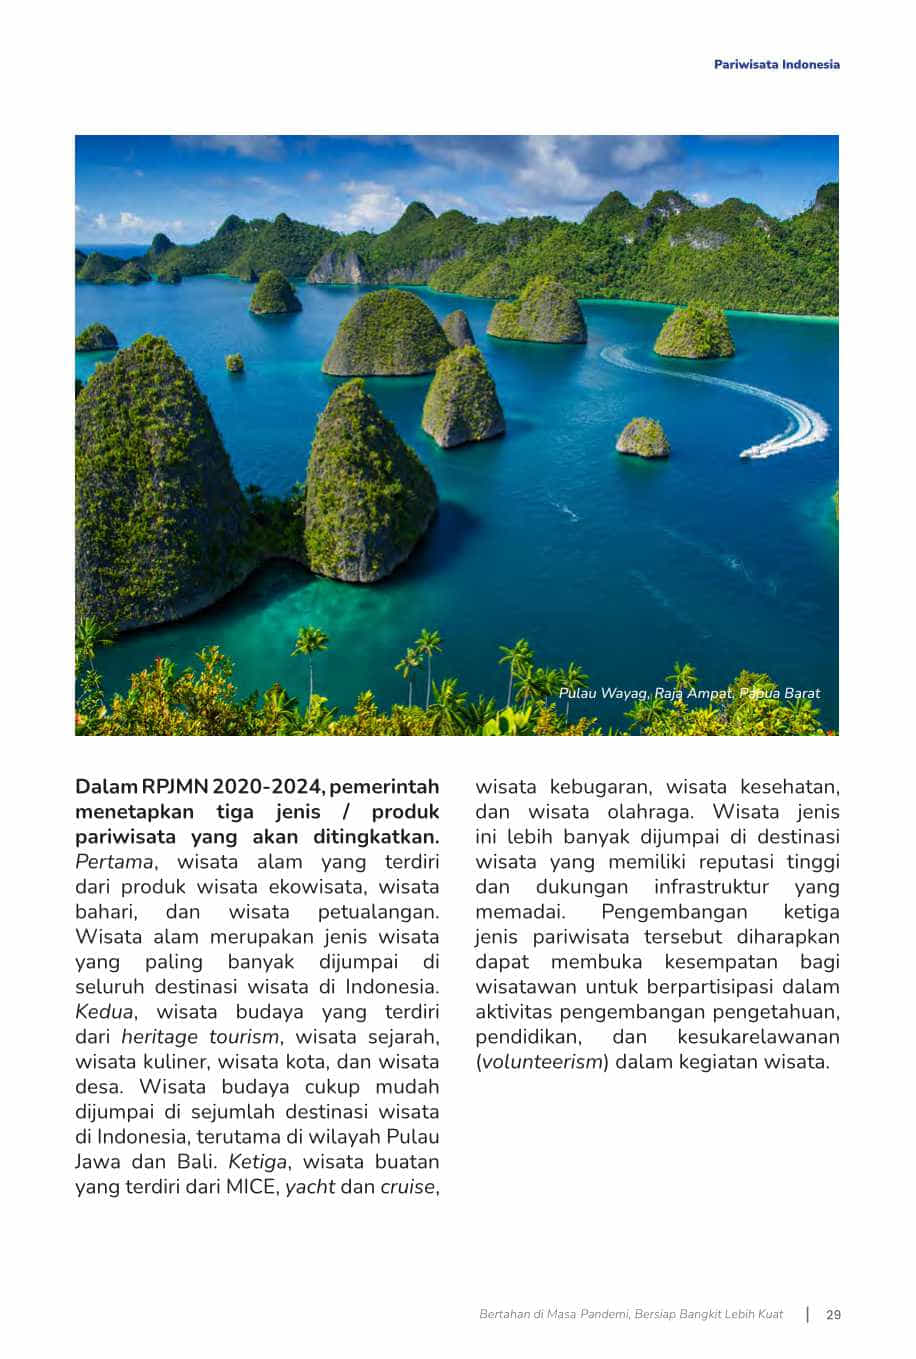 Pariwisata Indonesia
Pulau Wayag, Raja Ampat, Papua Barat
Dalam RPJMN 2020-2024, pemerintah
menetapkan tiga jenis / produk
pariwisata yang akan ditingkatkan.
Pertama, wisata alam yang terdiri
dari produk wisata ekowisata, wisata
bahari, dan wisata petualangan.
Wisata alam merupakan jenis wisata
yang paling banyak dijumpai di
seluruh destinasi wisata di Indonesia.
Kedua, wisata budaya yang terdiri
dari heritage tourism, wisata sejarah,
wisata kuliner, wisata kota, dan wisata
desa. Wisata budaya cukup mudah
dijumpai di sejumlah destinasi wisata
di Indonesia, terutama di wilayah Pulau
Jawa dan Bali. Ketiga, wisata buatan
yang terdiri dari MICE, yacht dan cruise,
wisata kebugaran, wisata kesehatan,
dan wisata olahraga. Wisata jenis
ini lebih banyak dijumpai di destinasi
wisata yang memiliki reputasi tinggi
dan dukungan infrastruktur yang
memadai. Pengembangan ketiga
jenis pariwisata tersebut diharapkan
dapat membuka kesempatan bagi
wisatawan untuk berpartisipasi dalam
aktivitas pengembangan pengetahuan,
pendidikan, dan kesukarelawanan
(volunteerism) dalam kegiatan wisata.
Bertahan di Masa Pandemi, Bersiap Bangkit Lebih Kuat | 29